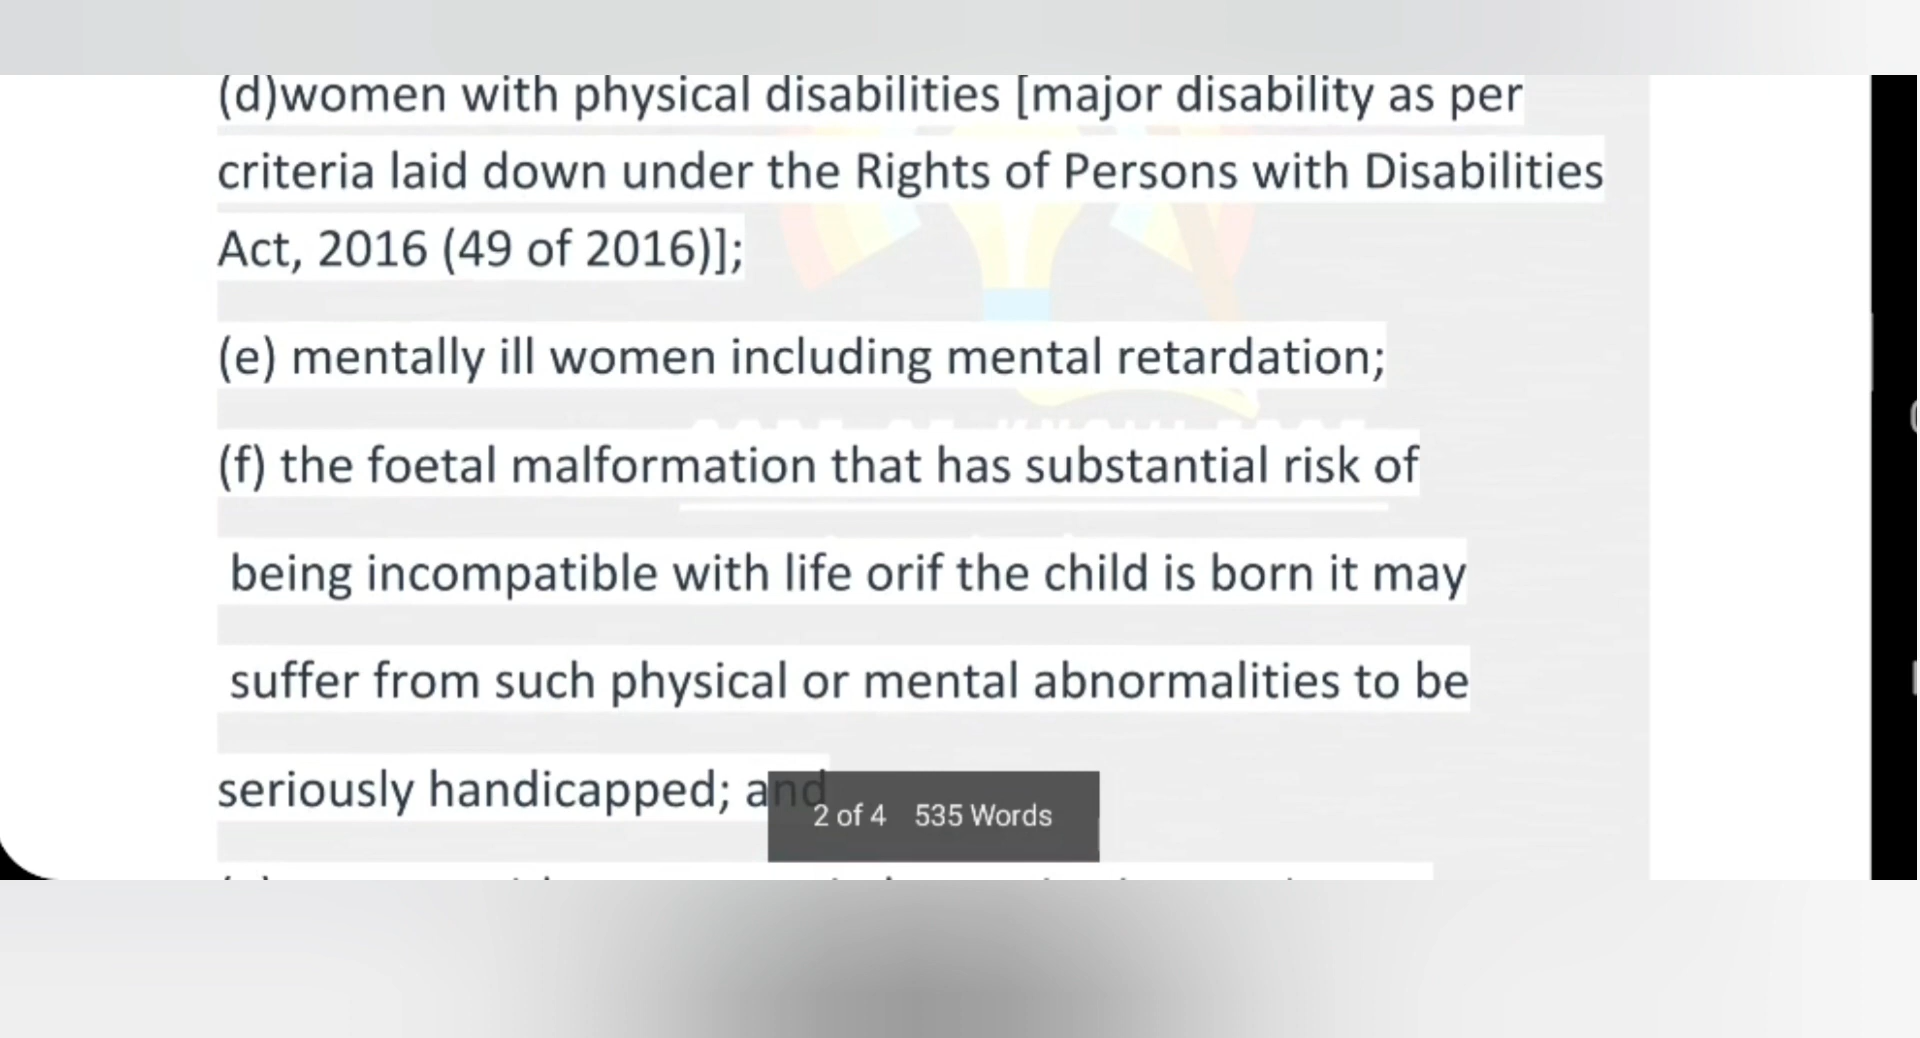 (d)women with physical disabilities [major disability as per
criteria laid down under the Rights of Persons with Disabilities
Act, 2016 (49 of 2016)];
(e) mentally ill women including mental retardation;
(f) the foetal malformation that has substantial risk of
being incompatible with life orif the child is born it may
suffer from such physical or mental abnormalities to be
seriously handicapped; and
2 of 4 535 Words